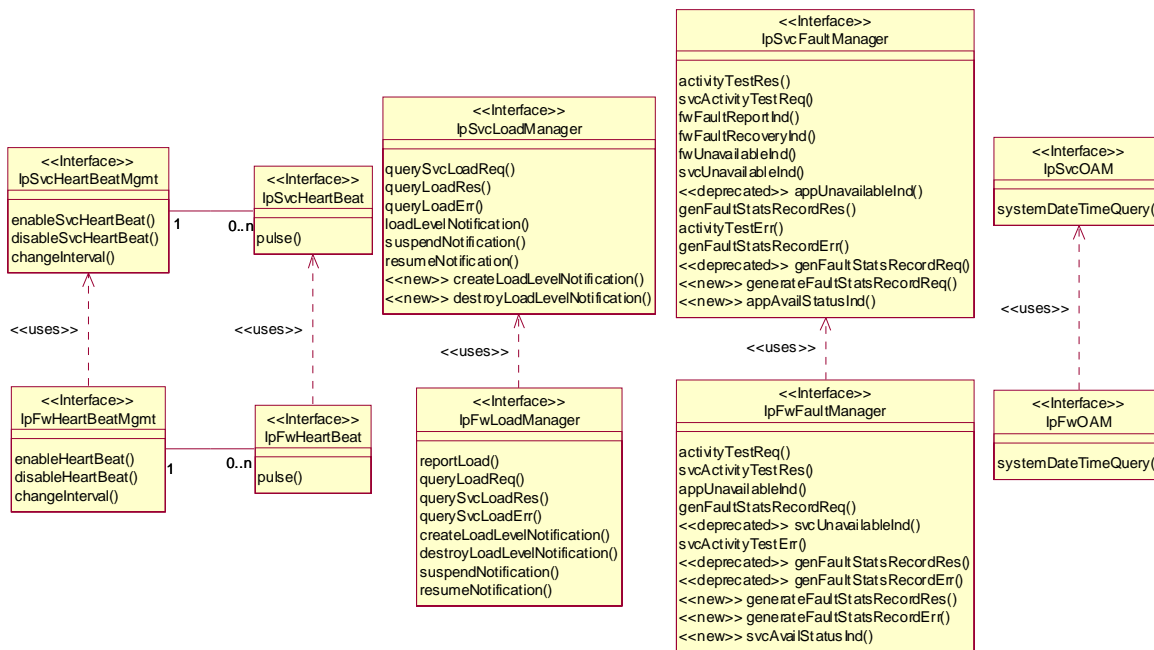 <<Interface>>
IpSvcHeartBeatMgmt
enableSvcHeartBeat()
disableSvcHeartBeat()
changeInterval()
1
0..n
<<Interface>>
IpSvcHeartBeat
pulse()
<<Interface>>
IpSvcLoadManager
querySvcLoadReq()
queryLoadRes()
queryLoadErr()
loadLevelNotification()
suspendNotification()
resumeNotification()
<<new>> createLoadLevelNotification()
<<new>> destroyLoadLevelNotification()
<<Interface>>
IpSvcFaultManager
activityTestRes()
svcActivityTestReq()
fwFaultReportInd()
fwFaultRecoveryInd()
fwUnavailableInd()
svcUnavailableInd()
<<deprecated>> appUnavailableInd()
genFaultStatsRecordRes()
activityTestErr()
genFaultStatsRecordErr()
<<deprecated>> genFaultStatsRecordReq()
<<new>> generateFaultStatsRecordReq()
<<new>> appAvailStatusInd()
<<Interface>>
IpSvcOAM
systemDateTimeQuery(
<<uses>>
<<uses>>
<<uses>>
<<uses>>
<<uses>>
<<Interface>>
IpFwHeartBeatMgmt
enableHeartBeat()
disableHeartBeat()
changeInterval()
1
0..n
<<Interface>>
IpFwHeartBeat
pulse()
<<Interface>>
IpFwLoadManager
reportLoad()
queryLoadReq()
querySvcLoadRes()
querySvcLoadErr()
createLoadLevelNotification()
destroyLoadLevelNotification()
suspendNotification()
resumeNotification()
<<Interface>>
IpFwFaultManager
activityTestReq()
svcActivityTestRes()
appUnavailableInd()
genFaultStatsRecordReq()
<<deprecated>> svcUnavailableInd()
svcActivityTestErr()
<<deprecated>> genFaultStatsRecordRes()
<<deprecated>> genFaultStatsRecordErr()
<<new>> generateFaultStatsRecordRes()
<<new>> generateFaultStatsRecordErr()
<<new>> svcAvailStatusInd()
<<Interface>>
IpFwOAM
systemDateTimeQuery(